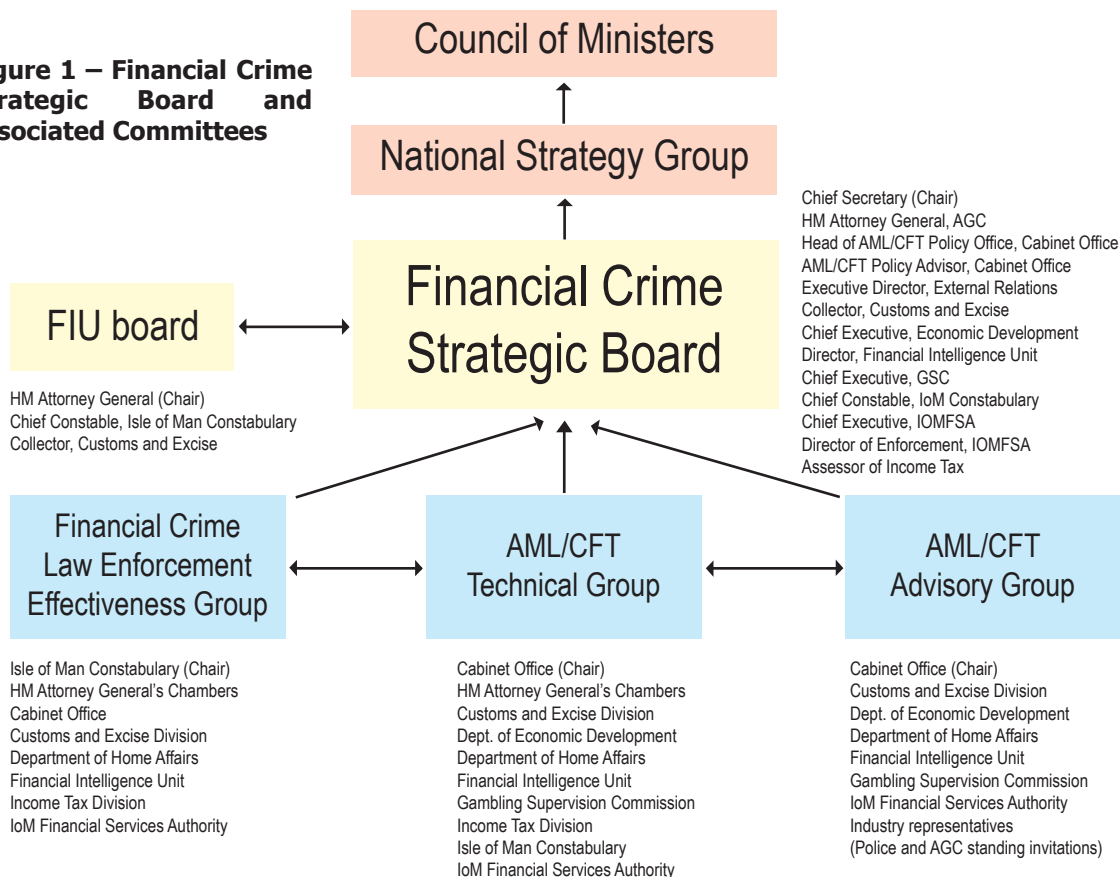 Council of Ministers
gure 1 – Financial Crime
rategic Board and
sociated Committees
National Strategy Group
Financial Crime
Strategic Board
Chief Secretary (Chair)
HM Attorney General, AGC
Head of AML/CFT Policy Office, Cabinet Office
AML/CFT Policy Advisor, Cabinet Office
Executive Director, External Relations
Collector, Customs and Excise
Chief Executive, Economic Development
Director, Financial Intelligence Unit
Chief Executive, GSC
Chief Constable, IoM Constabulary
Chief Executive, IOMFSA
Director of Enforcement, IOMFSA
Assessor of Income Tax
FIU board
HM Attorney General (Chair)
Chief Constable, Isle of Man Constabulary
Collector, Customs and Excise
Financial Crime
Law Enforcement
Effectiveness Group
Isle of Man Constabulary (Chair)
HM Attorney General's Chambers
Cabinet Office
Customs and Excise Division
Department of Home Affairs
Financial Intelligence Unit
Income Tax Division
IoM Financial Services Authority
AML/CFT
Technical Group
Cabinet Office (Chair)
HM Attorney General's Chambers
Customs and Excise Division
Dept. of Economic Development
Department of Home Affairs
Financial Intelligence Unit
Gambling Supervision Commission
Income Tax Division
Isle of Man Constabulary
IoM Financial Services Authority
AML/CFT
Advisory Group
Cabinet Office (Chair)
Customs and Excise Division
Dept. of Economic Development
Department of Home Affairs
Financial Intelligence Unit
Gambling Supervision Commission
IoM Financial Services Authority
Industry representatives
(Police and AGC standing invitations)